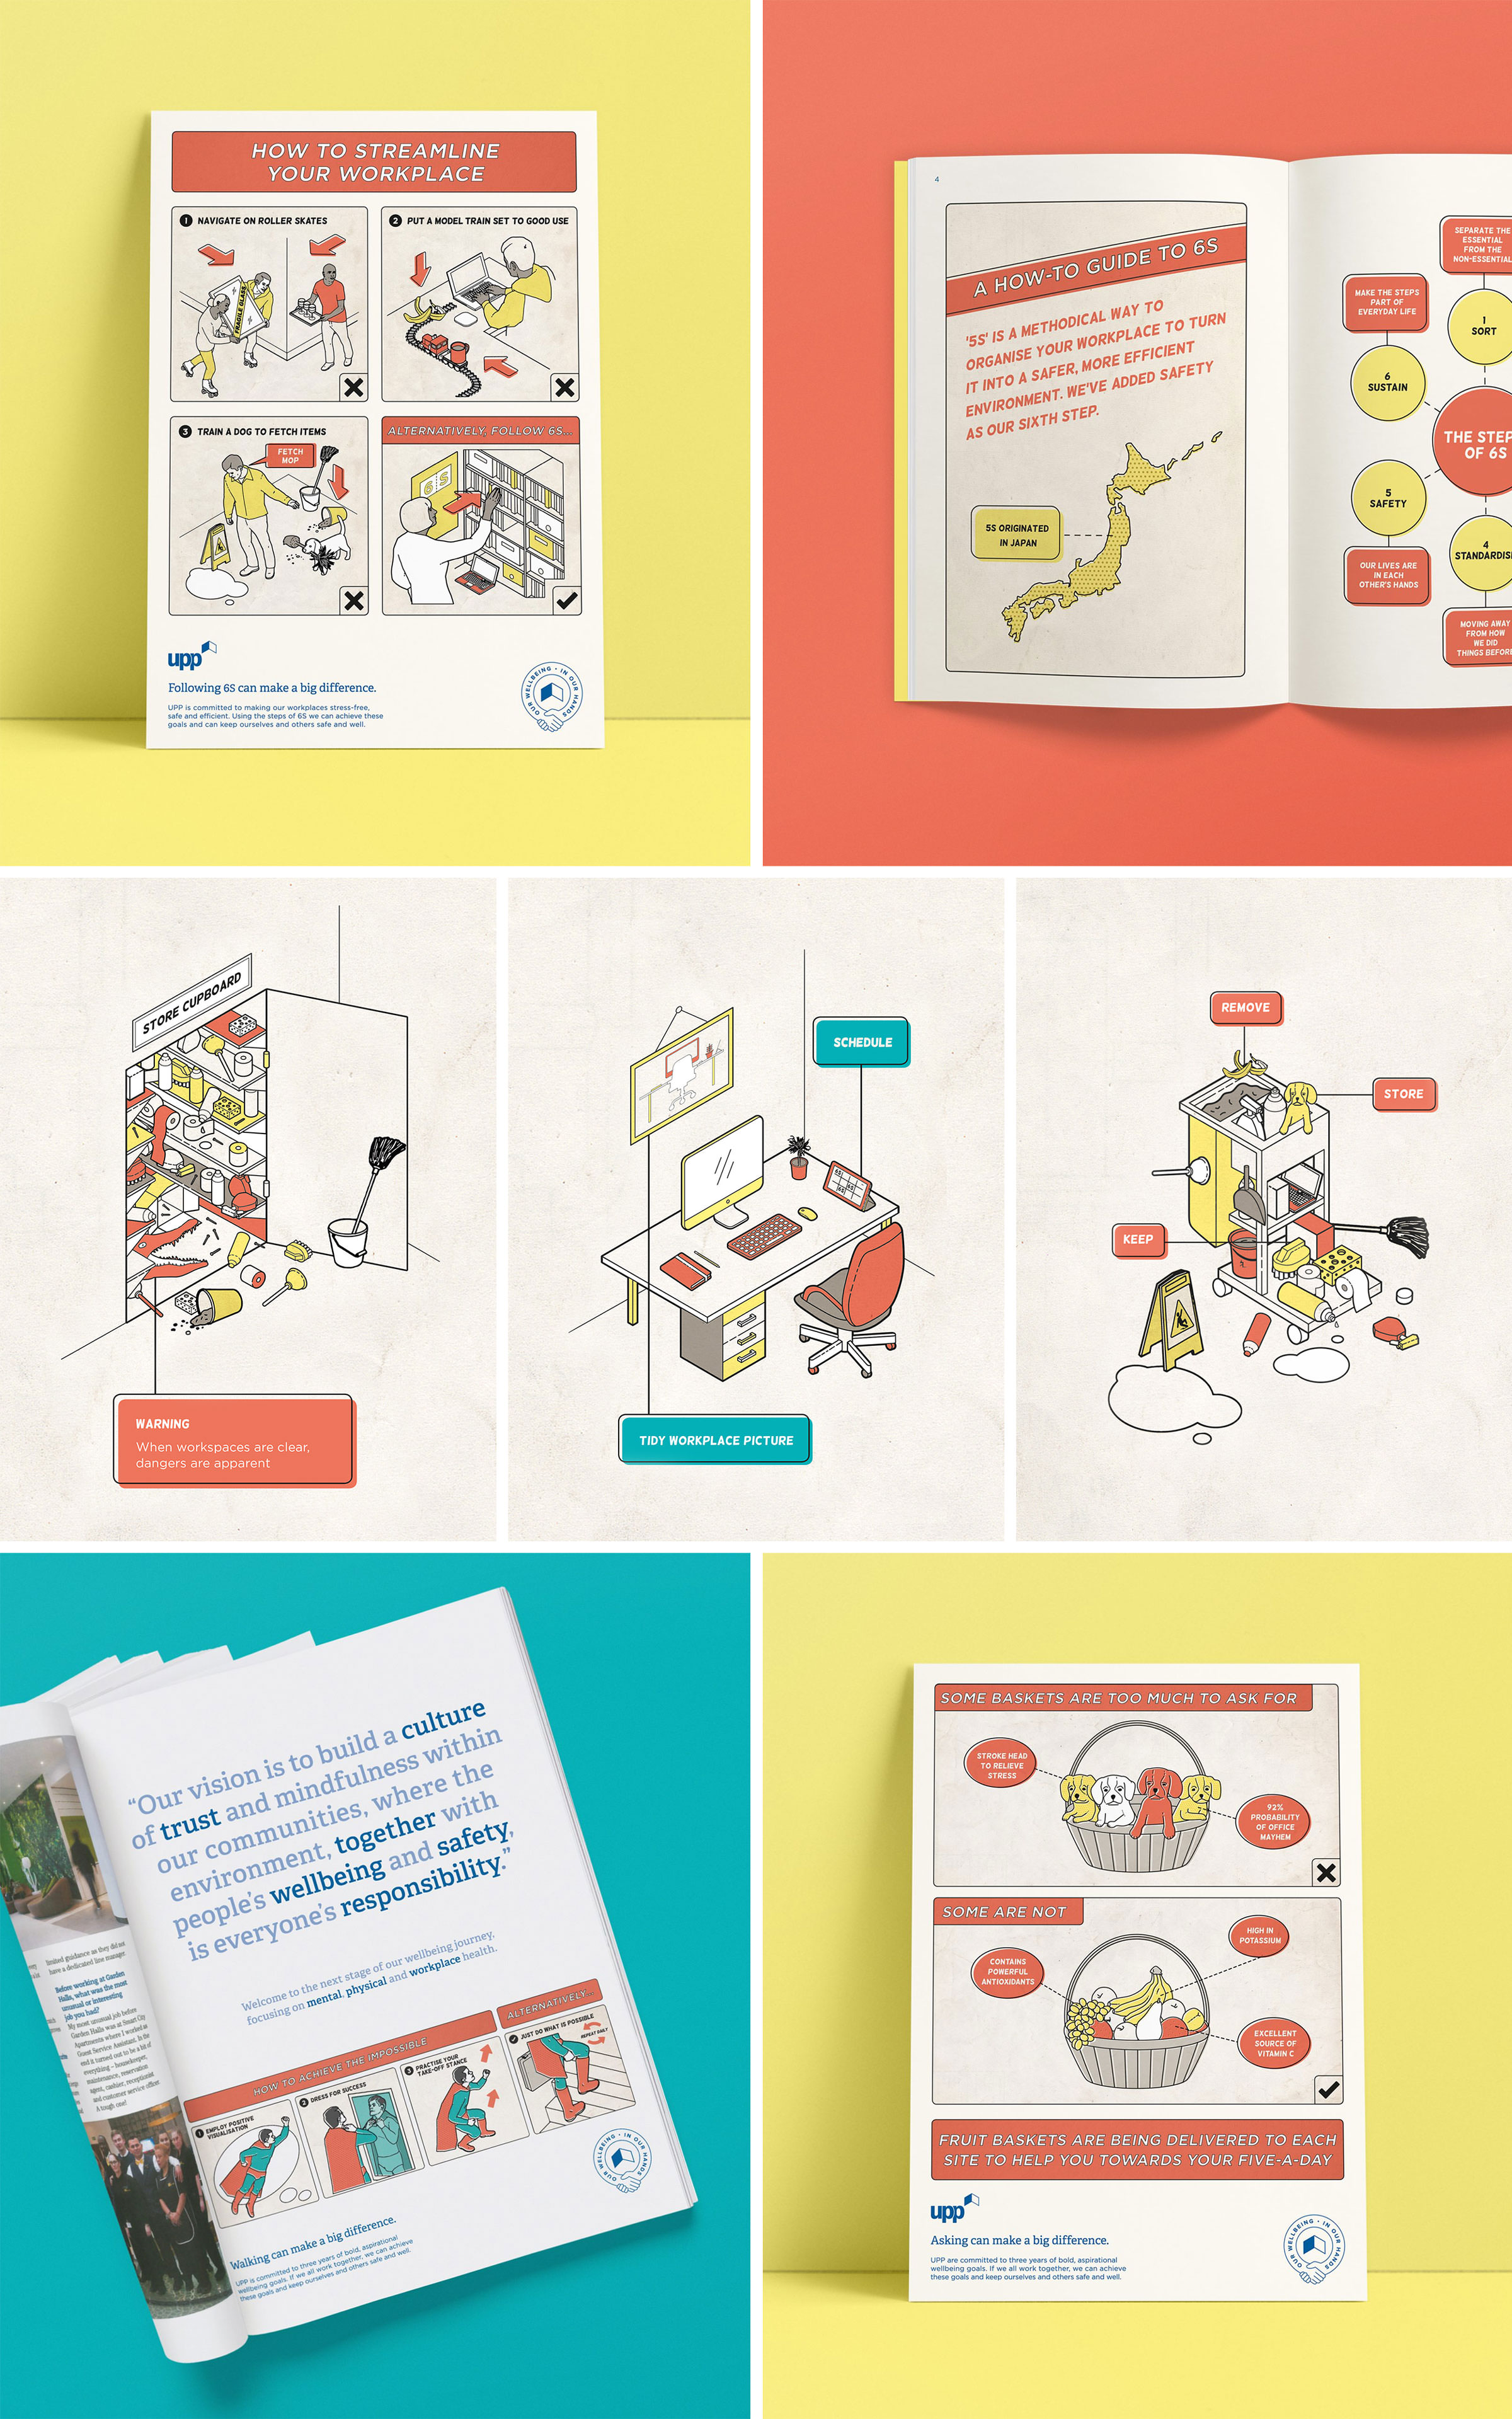 HOW TO STREAMLINE
YOUR WORKPLACE
1 NAVIGATE ON ROLLER SKATES
FRAGILE GLASS
2 PUT A MODEL TRAIN SET TO GOOD USE
3 TRAIN A DOG TO FETCH ITEMS
FETCH
MOP
ALTERNATIVELY, FOLLOW 6S...
6S
upp
Following 6S can make a big difference.
UPP is committed to making our workplaces stress-free,
safe and efficient. Using the steps of 6S we can achieve these
goals and can keep ourselves and others safe and well.
OUR WELLBEING • IN OUR HANDS
4
A HOW-TO GUIDE TO 6S
'5S' IS A METHODICAL WAY TO
ORGANISE YOUR WORKPLACE TO TURN
IT INTO A SAFER, MORE EFFICIENT
ENVIRONMENT. WE'VE ADDED SAFETY
AS OUR SIXTH STEP.
5S ORIGINATED
IN JAPAN
SEPARATE THE
ESSENTIAL
FROM THE
NON-ESSENTIAL
MAKE THE STEPS
PART OF
EVERYDAY LIFE
1
SORT
6
SUSTAIN
THE STEP
OF 6S
5
SAFETY
4
STANDARDIS
OUR LIVES ARE
IN EACH
OTHER'S HANDS
MOVING AWAY
FROM HOW
WE DID
THINGS BEFORE
STORE CUPBOARD
WARNING
When workspaces are clear,
dangers are apparent
SCHEDULE
TIDY WORKPLACE PICTURE
REMOVE
STORE
KEEP
"Our vision is to build a culture
of trust and mindfulness within
our communities, where the
environment, together with
people's wellbeing and safety,
is everyone's responsibility."
Welcome to the next stage of our wellbeing journey,
focusing on mental, physical and workplace health.
HOW TO ACHIEVE THE IMPOSSIBLE
ALTERNATIVELY...
1 EMPLOY POSITIVE
VISUALISATION
2 DRESS FOR SUCCESS
3 PRACTISE YOUR
TAKE-OFF STANCE
JUST DO WHAT IS POSSIBLE
REPEAT DAILY
OUR WELLBEING • IN OUR HANDS
Walking can make a big difference.
UPP is committed to three years of bold, aspirational
wellbeing goals. If we all work together, we can achieve
these goals and keep ourselves and others safe and well.
limited guidance as they did not
have a dedicated line manager.
Before working at Garden
Halls, what was the most
unusual or interesting
job you had?
My most unusual job before
Garden Halls was at Smart City
Apartments where I worked as
Guest Service Assistant. In the
end it turned out to be a bit of
everything – housekeeper,
maintenance, reservation
agent, cashier, receptionist
and customer service officer.
A tough one!
SOME BASKETS ARE TOO MUCH TO ASK FOR
STROKE HEAD
TO RELIEVE
STRESS
92%
PROBABILITY
OF OFFICE
MAYHEM
SOME ARE NOT
HIGH IN
POTASSIUM
CONTAINS
POWERFUL
ANTIOXIDANTS
EXCELLENT
SOURCE OF
VITAMIN C
FRUIT BASKETS ARE BEING DELIVERED TO EACH
SITE TO HELP YOU TOWARDS YOUR FIVE-A-DAY
upp
Asking can make a big difference.
UPP are committed to three years of bold, aspirational
wellbeing goals. If we all work together, we can achieve
these goals and keep ourselves and others safe and well.
OUR WELLBEING • IN OUR HANDS